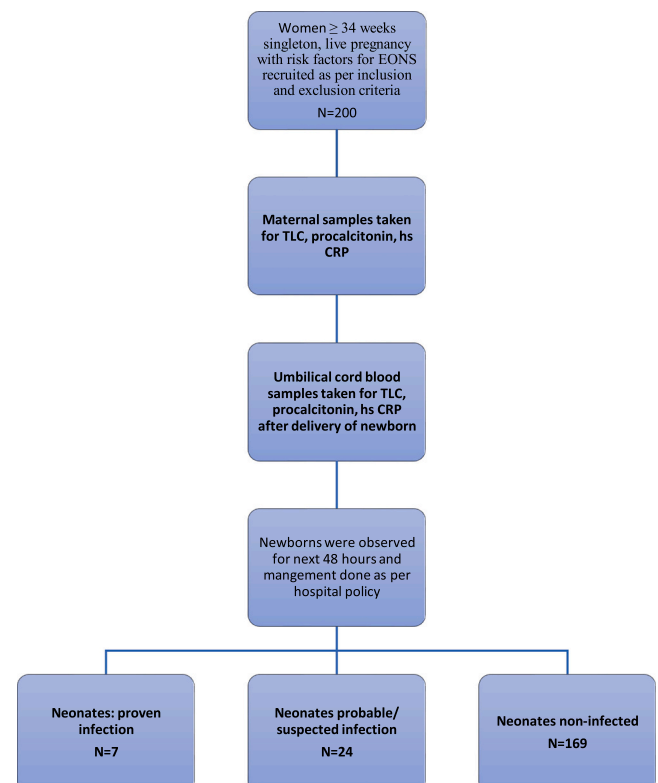 Women ≥ 34 weeks
singleton, live pregnancy
with risk factors for EONS
recruited as per inclusion
and exclusion criteria
N=200
Maternal samples taken
for TLC, procalcitonin, hs
CRP
Umbilical cord blood
samples taken for TLC,
procalcitonin, hs CRP
after delivery of newborn
Newborns were observed
for next 48 hours and
mangement done as per
hospital policy
Neonates: proven
infection
N=7
Neonates probable/
suspected infection
N=24
Neonates non-infected
N=169